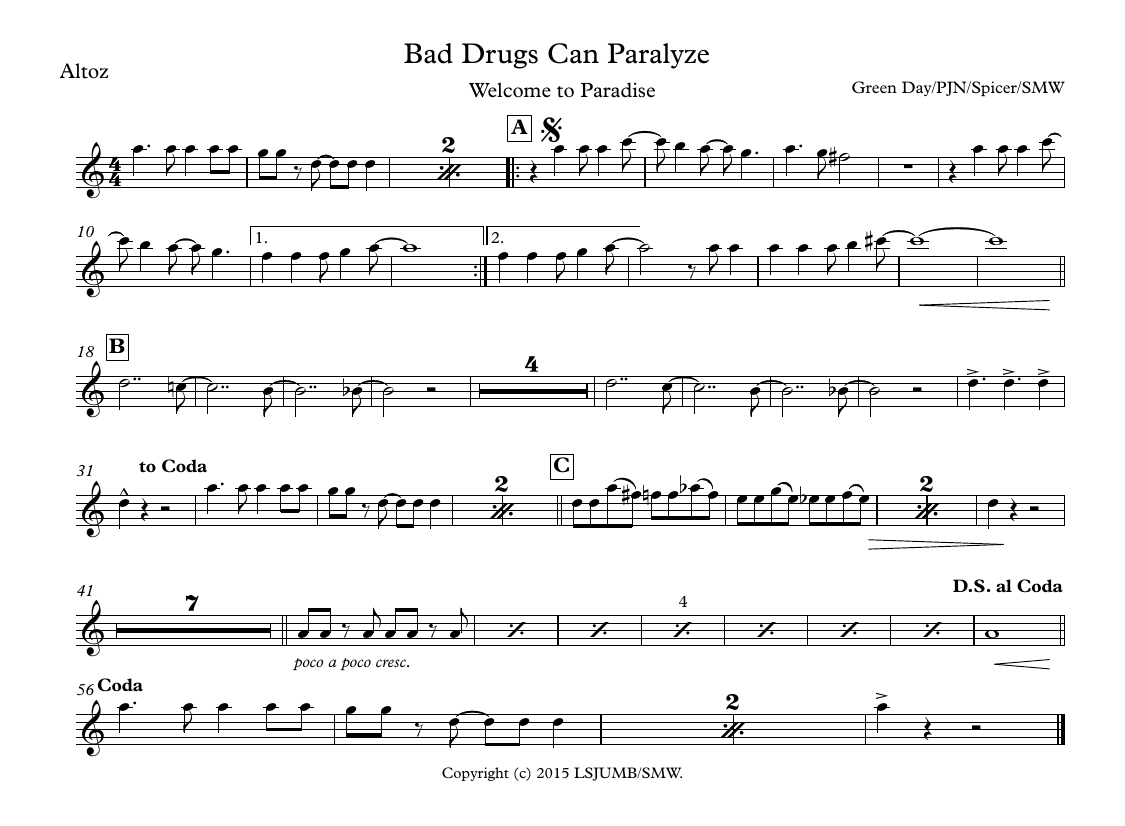 Bad Drugs Can Paralyze
Altoz
Welcome to Paradise
Green Day/PJN/Spicer/SMW
A
2
4
4
10
1.
2.
18
B
4
31
to Coda
2
C
2
41
7
4
D.S. al Coda
poco a poco cresc.
56
Coda
2
Copyright (c) 2015 LSJUMB/SMW.